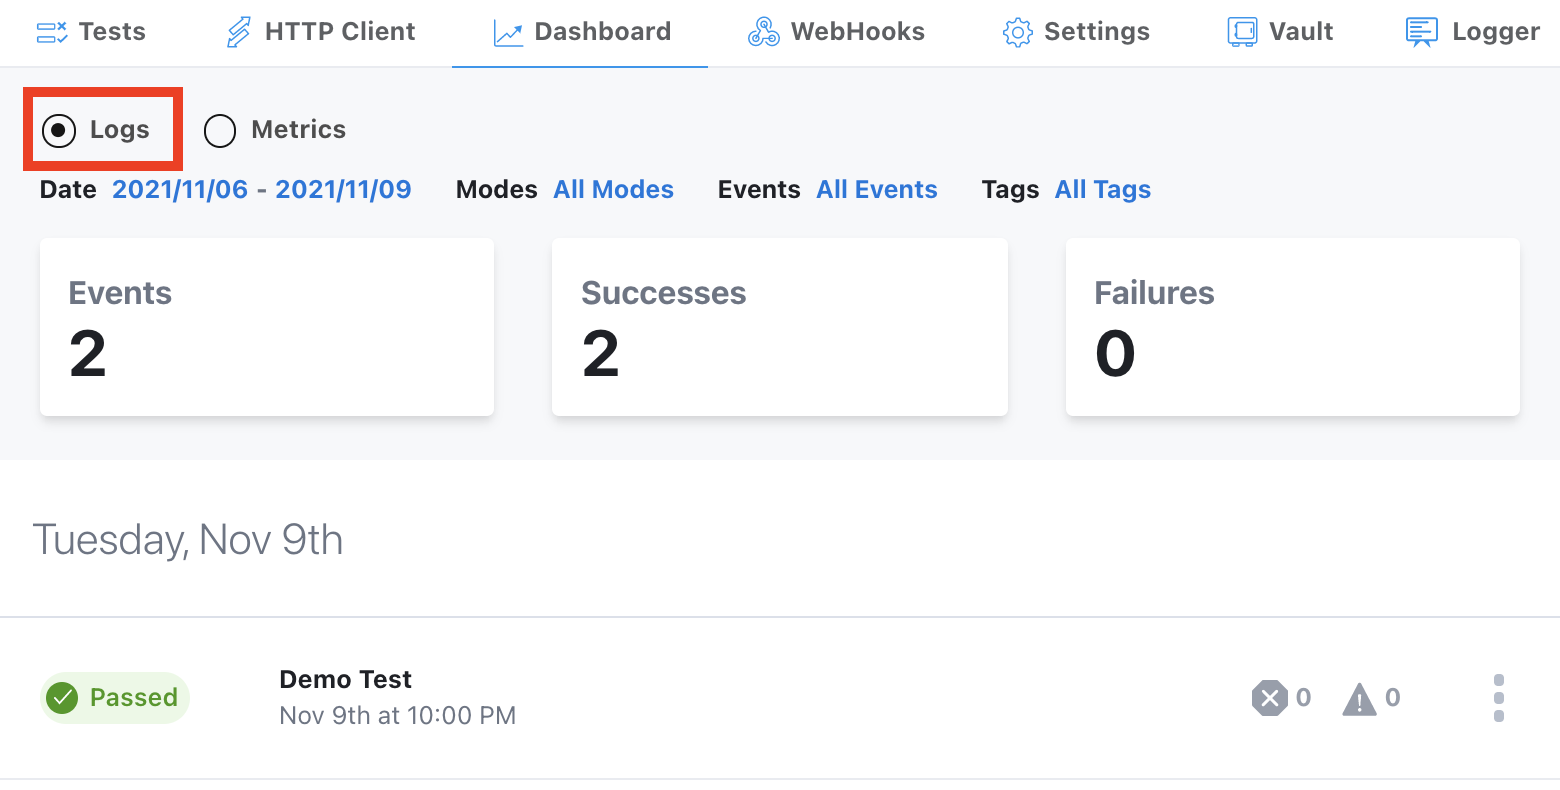 Tests HTTP Client Dashboard WebHooks Settings Vault Logger
Logs Metrics
Date 2021/11/06 - 2021/11/09 Modes All Modes Events All Events Tags All Tags
Events Successes Failures
2 2 0
Tuesday, Nov 9th
Demo Test
Passed 0 0
Nov 9th at 10:00 PM